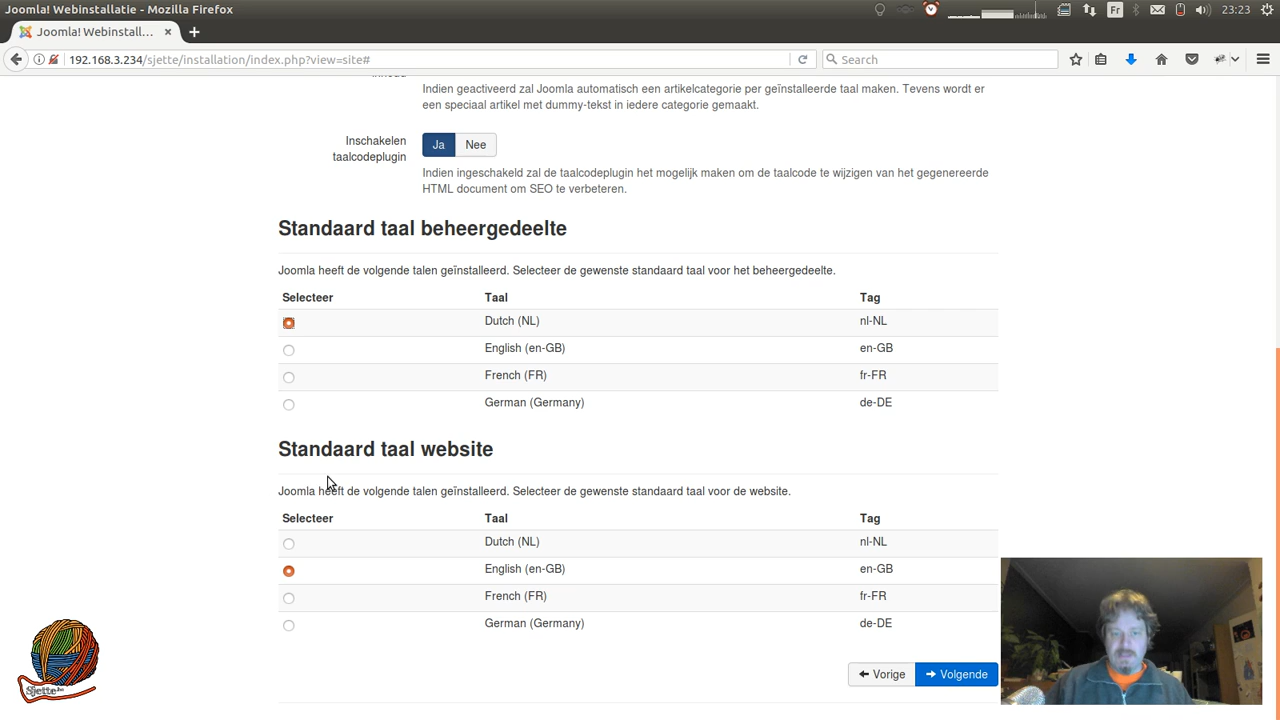 Joomla! Webinstallatie - Mozilla Firefox
Fr
23:23
Joomla! Webinstall...
192.168.3.234/sjette/installation/index.php?view=site#
Search
Indien geactiveerd zal Joomla automatisch een artikelcategorie per geïnstalleerde taal maken. Tevens wordt er
een speciaal artikel met dummy-tekst in iedere categorie gemaakt.
Inschakelen
taalcodeplugin
Ja Nee
Indien ingeschakeld zal de taalcodeplugin het mogelijk maken om de taalcode te wijzigen van het gegenereerde
HTML document om SEO te verbeteren.
Standaard taal beheergedeelte
Joomla heeft de volgende talen geïnstalleerd. Selecteer de gewenste standaard taal voor het beheergedeelte.
Selecteer Taal Tag
Dutch (NL) nl-NL
English (en-GB) en-GB
French (FR) fr-FR
German (Germany) de-DE
Standaard taal website
Joomla heeft de volgende talen geïnstalleerd. Selecteer de gewenste standaard taal voor de website.
Selecteer Taal Tag
Dutch (NL) nl-NL
English (en-GB) en-GB
French (FR) fr-FR
German (Germany) de-DE
Vorige Volgende